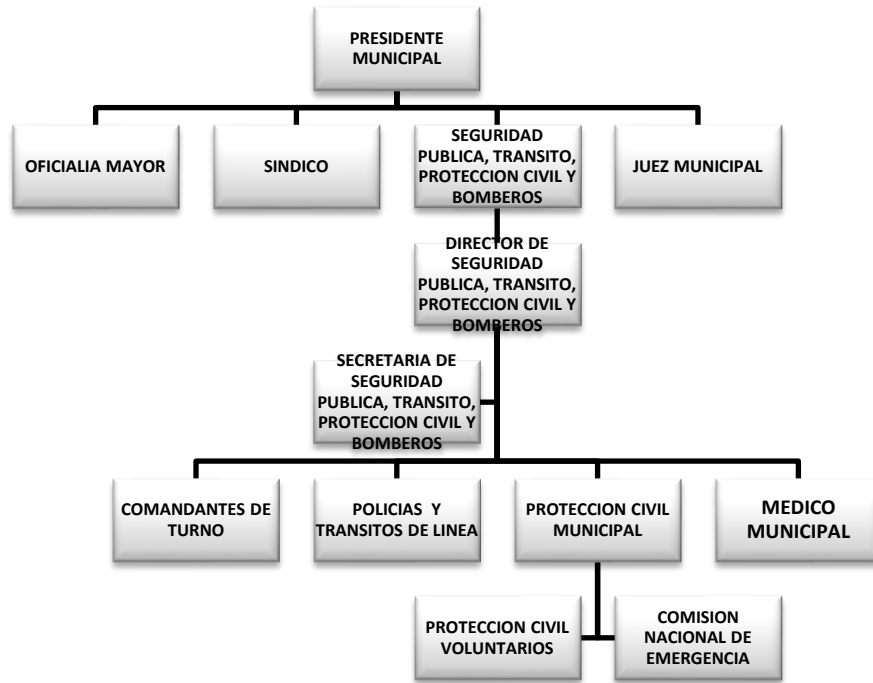 PRESIDENTE
MUNICIPAL
OFICIALIA MAYOR
SINDICO
SEGURIDAD
PUBLICA, TRANSITO,
PROTECCION CIVIL Y
BOMBEROS
JUEZ MUNICIPAL
DIRECTOR DE
SEGURIDAD
PUBLICA, TRANSITO,
PROTECCION CIVIL Y
BOMBEROS
SECRETARIA DE
SEGURIDAD
PUBLICA, TRANSITO,
PROTECCION CIVIL Y
BOMBEROS
COMANDANTES DE
TURNO
POLICIAS Y
TRANSITOS DE LINEA
PROTECCION CIVIL
MUNICIPAL
MEDICO
MUNICIPAL
PROTECCION CIVIL
VOLUNTARIOS
COMISION
NACIONAL DE
EMERGENCIA